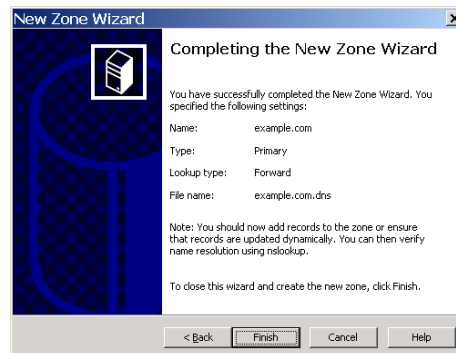 New Zone Wizard
Completing the New Zone Wizard
You have successfully completed the New Zone Wizard. You
specified the following settings:
Name: example.com
Type: Primary
Lookup type: Forward
File name: example.com.dns
Note: You should now add records to the zone or ensure
that records are updated dynamically. You can then verify
name resolution using nslookup.
To close this wizard and create the new zone, click Finish.
< Back Finish Cancel Help